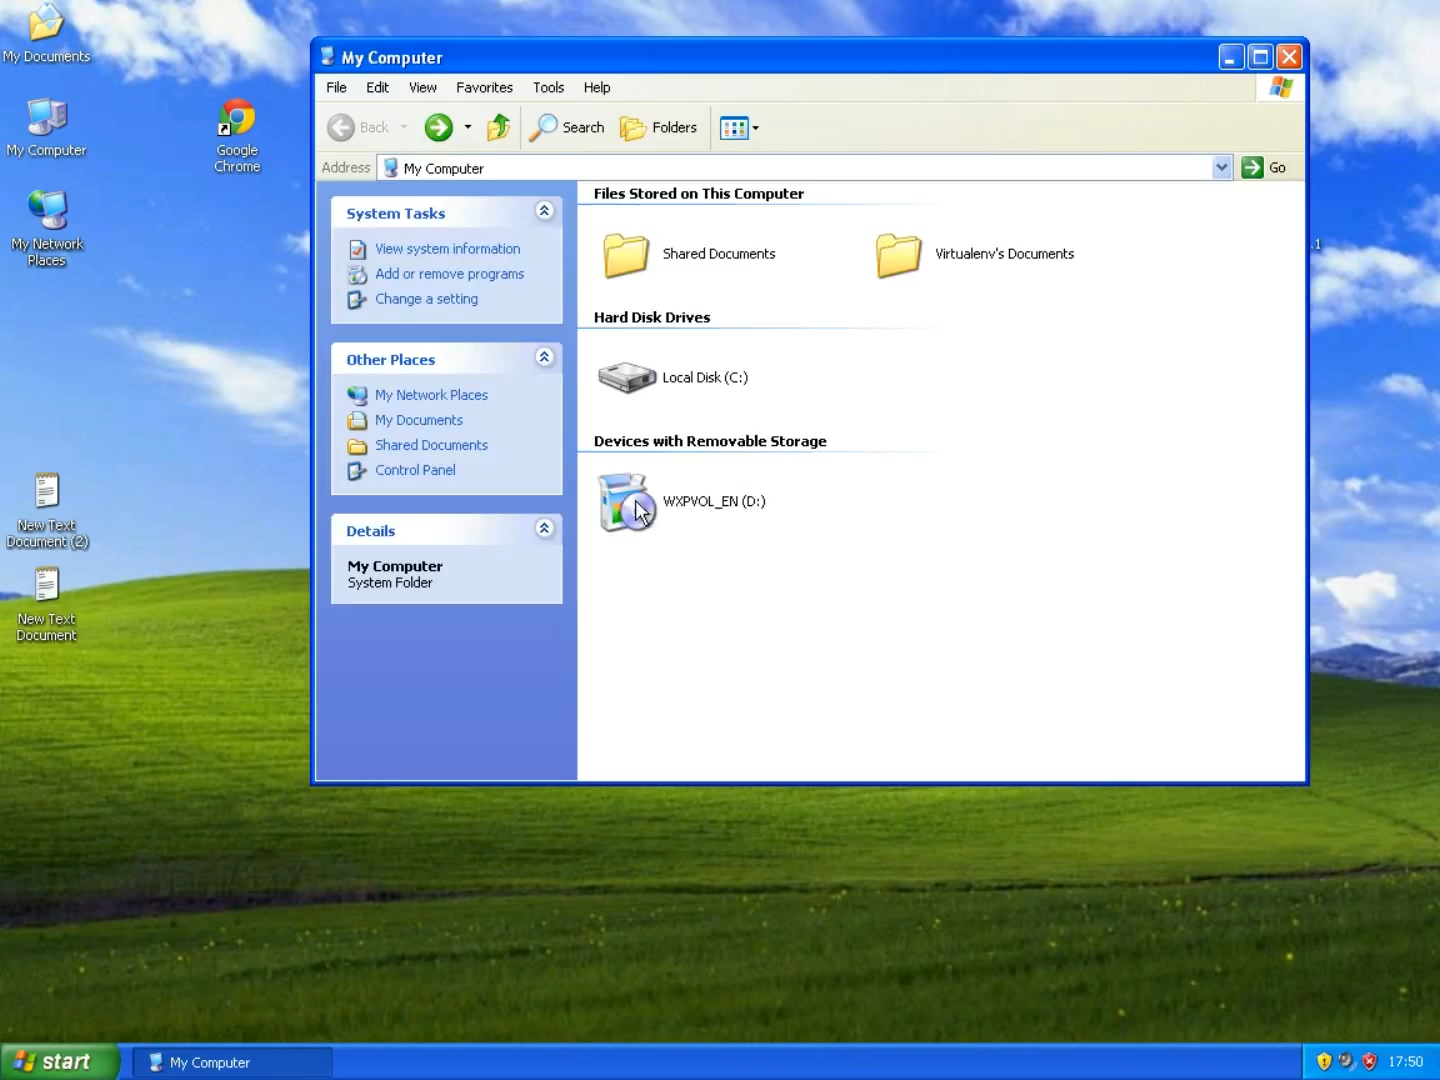 My Documents
My Computer
My Network
Places
Google
Chrome
New Text
Document (2)
New Text
Document
My Computer
File Edit View Favorites Tools Help
Back Search Folders
Address My Computer Go
System Tasks
View system information
Add or remove programs
Change a setting
Other Places
My Network Places
My Documents
Shared Documents
Control Panel
Details
My Computer
System Folder
Files Stored on This Computer
Shared Documents Virtualenv's Documents
Hard Disk Drives
Local Disk (C:)
Devices with Removable Storage
WXPVOL_EN (D:)
.1
start My Computer 17:50